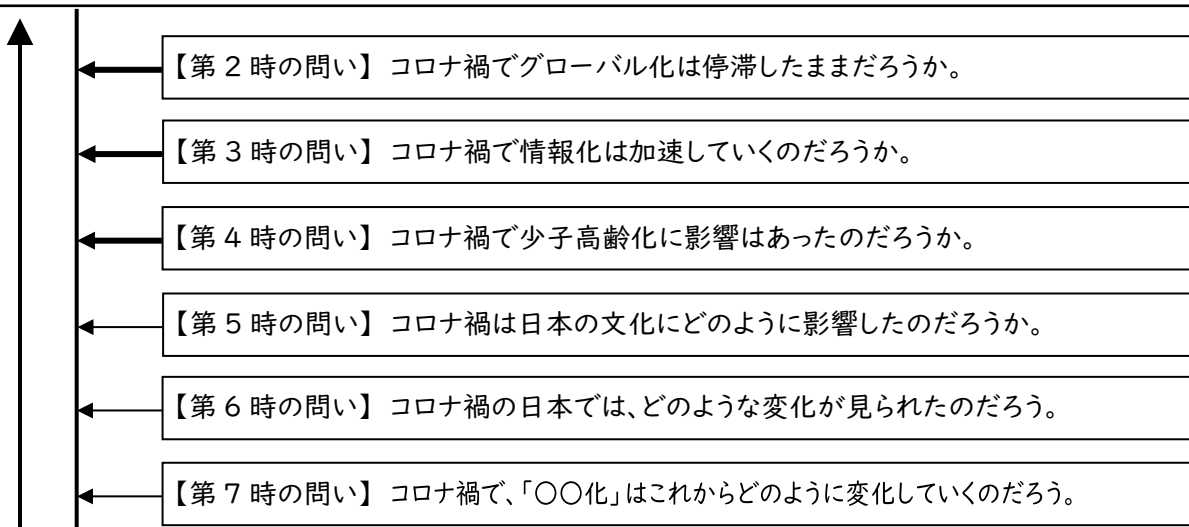 【第2時の問い】 コロナ禍でグローバル化は停滞したままだろうか。
【第3時の問い】 コロナ禍で情報化は加速していくのだろうか。
【第4時の問い】 コロナ禍で少子高齢化に影響はあったのだろうか。
【第5時の問い】 コロナ禍は日本の文化にどのように影響したのだろうか。
【第6時の問い】 コロナ禍の日本では、どのような変化が見られたのだろう。
【第7時の問い】 コロナ禍で、「〇〇化」はこれからどのように変化していくのだろう。